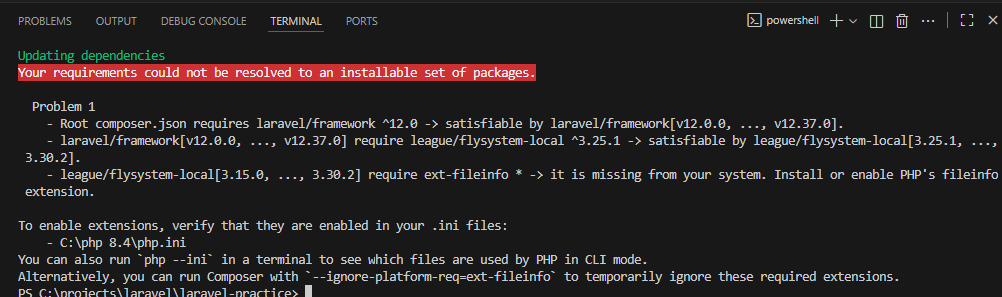 PROBLEMS OUTPUT DEBUG CONSOLE TERMINAL PORTS powershell
Updating dependencies
Your requirements could not be resolved to an installable set of packages.
Problem 1
- Root composer.json requires laravel/framework ^12.0 -> satisfiable by laravel/framework[v12.0.0, ..., v12.37.0].
- laravel/framework[v12.0.0, ..., v12.37.0] require league/flysystem-local ^3.25.1 -> satisfiable by league/flysystem-local[3.25.1, ...,
3.30.2].
- league/flysystem-local[3.15.0, ..., 3.30.2] require ext-fileinfo * -> it is missing from your system. Install or enable PHP's fileinfo
extension.
To enable extensions, verify that they are enabled in your .ini files:
- C:\php 8.4\php.ini
You can also run `php --ini` in a terminal to see which files are used by PHP in CLI mode.
Alternatively, you can run Composer with `--ignore-platform-req=ext-fileinfo` to temporarily ignore these required extensions.
PS C:\projects\laravel\laravel-practice>